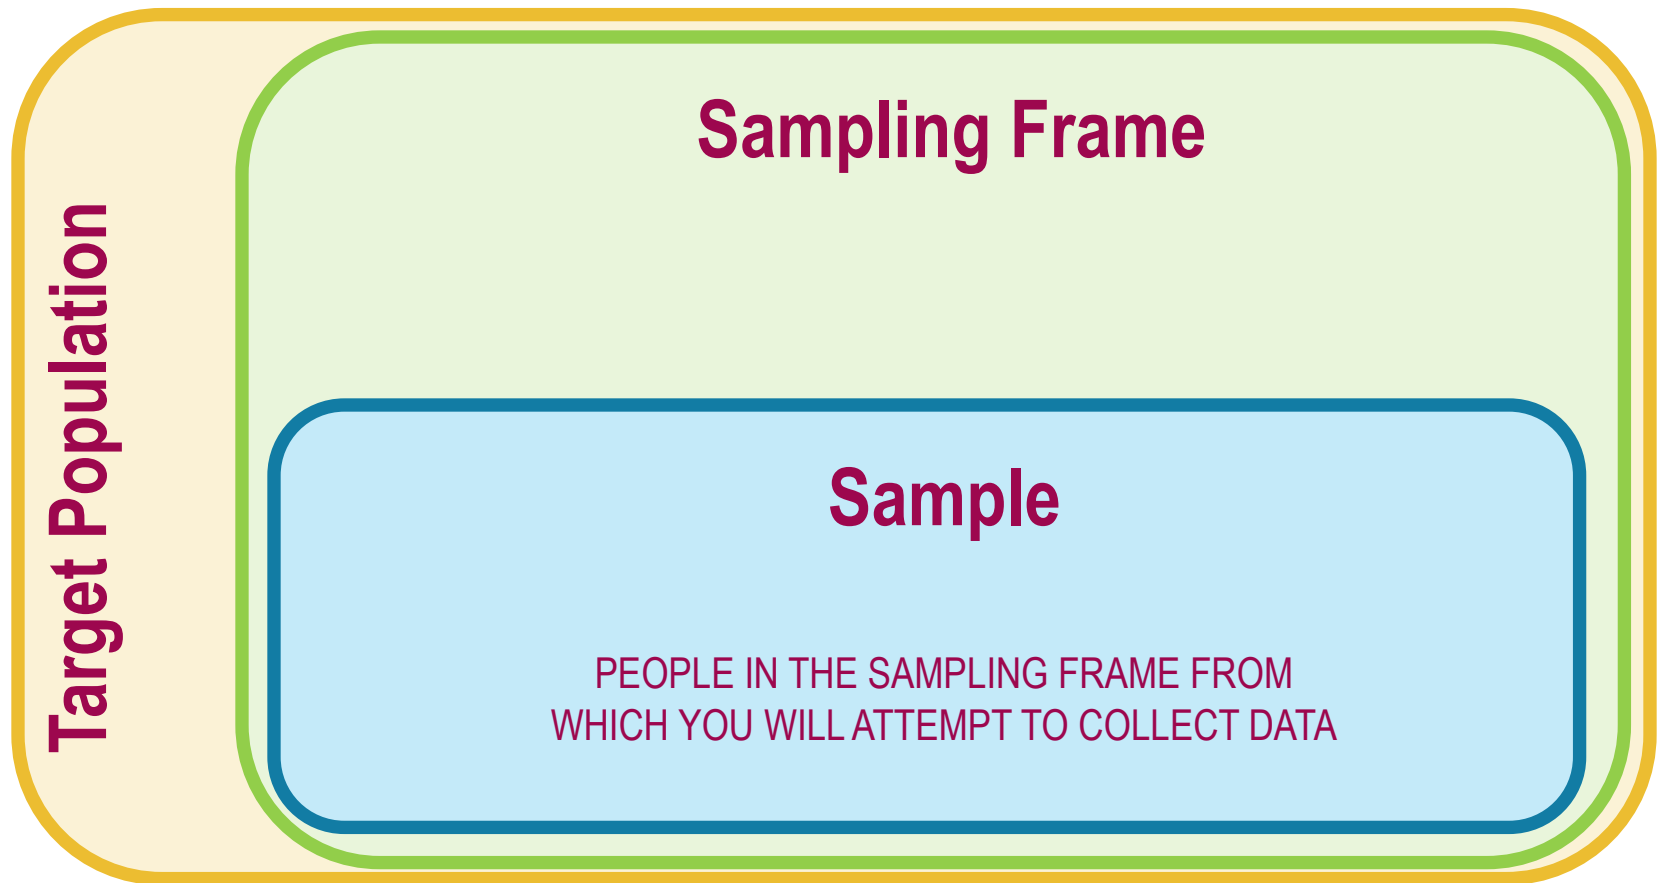 Target Population
Sampling Frame
Sample
PEOPLE IN THE SAMPLING FRAME FROM
WHICH YOU WILL ATTEMPT TO COLLECT DATA